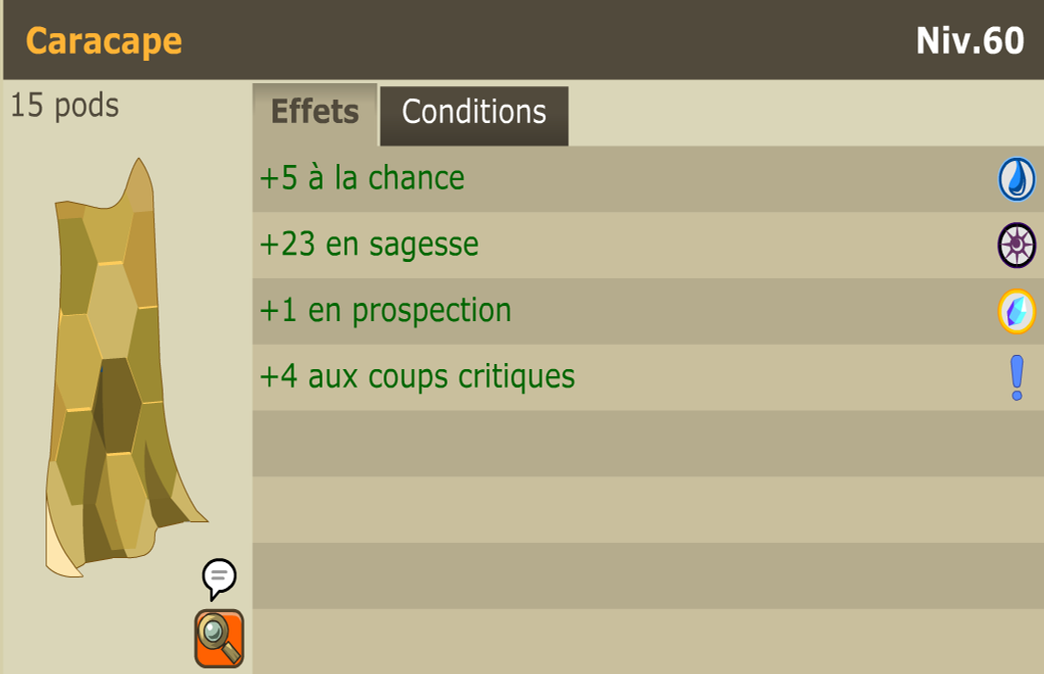 Caracape
Niv.60
15 pods
Effets
Conditions
+5 à la chance
+23 en sagesse
+1 en prospection
+4 aux coups critiques